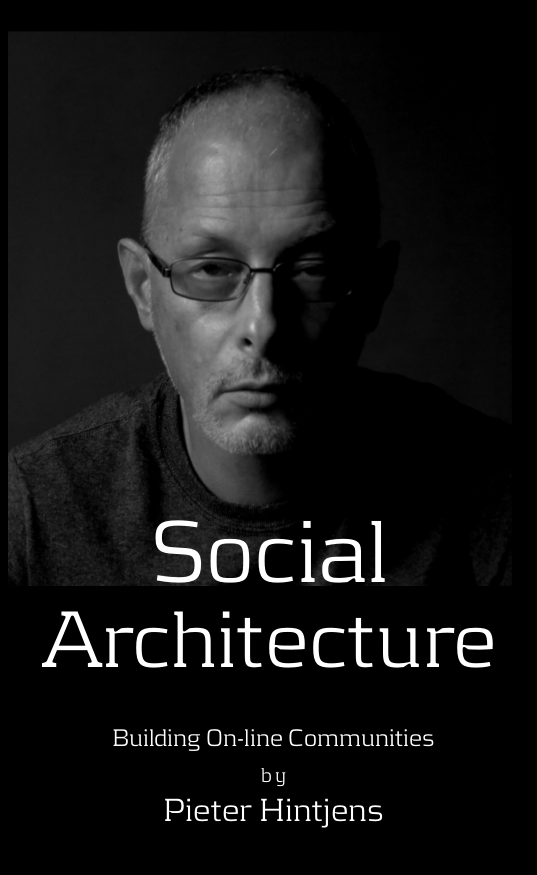 Social
Architecture
Building On-line Communities
by
Pieter Hintjens